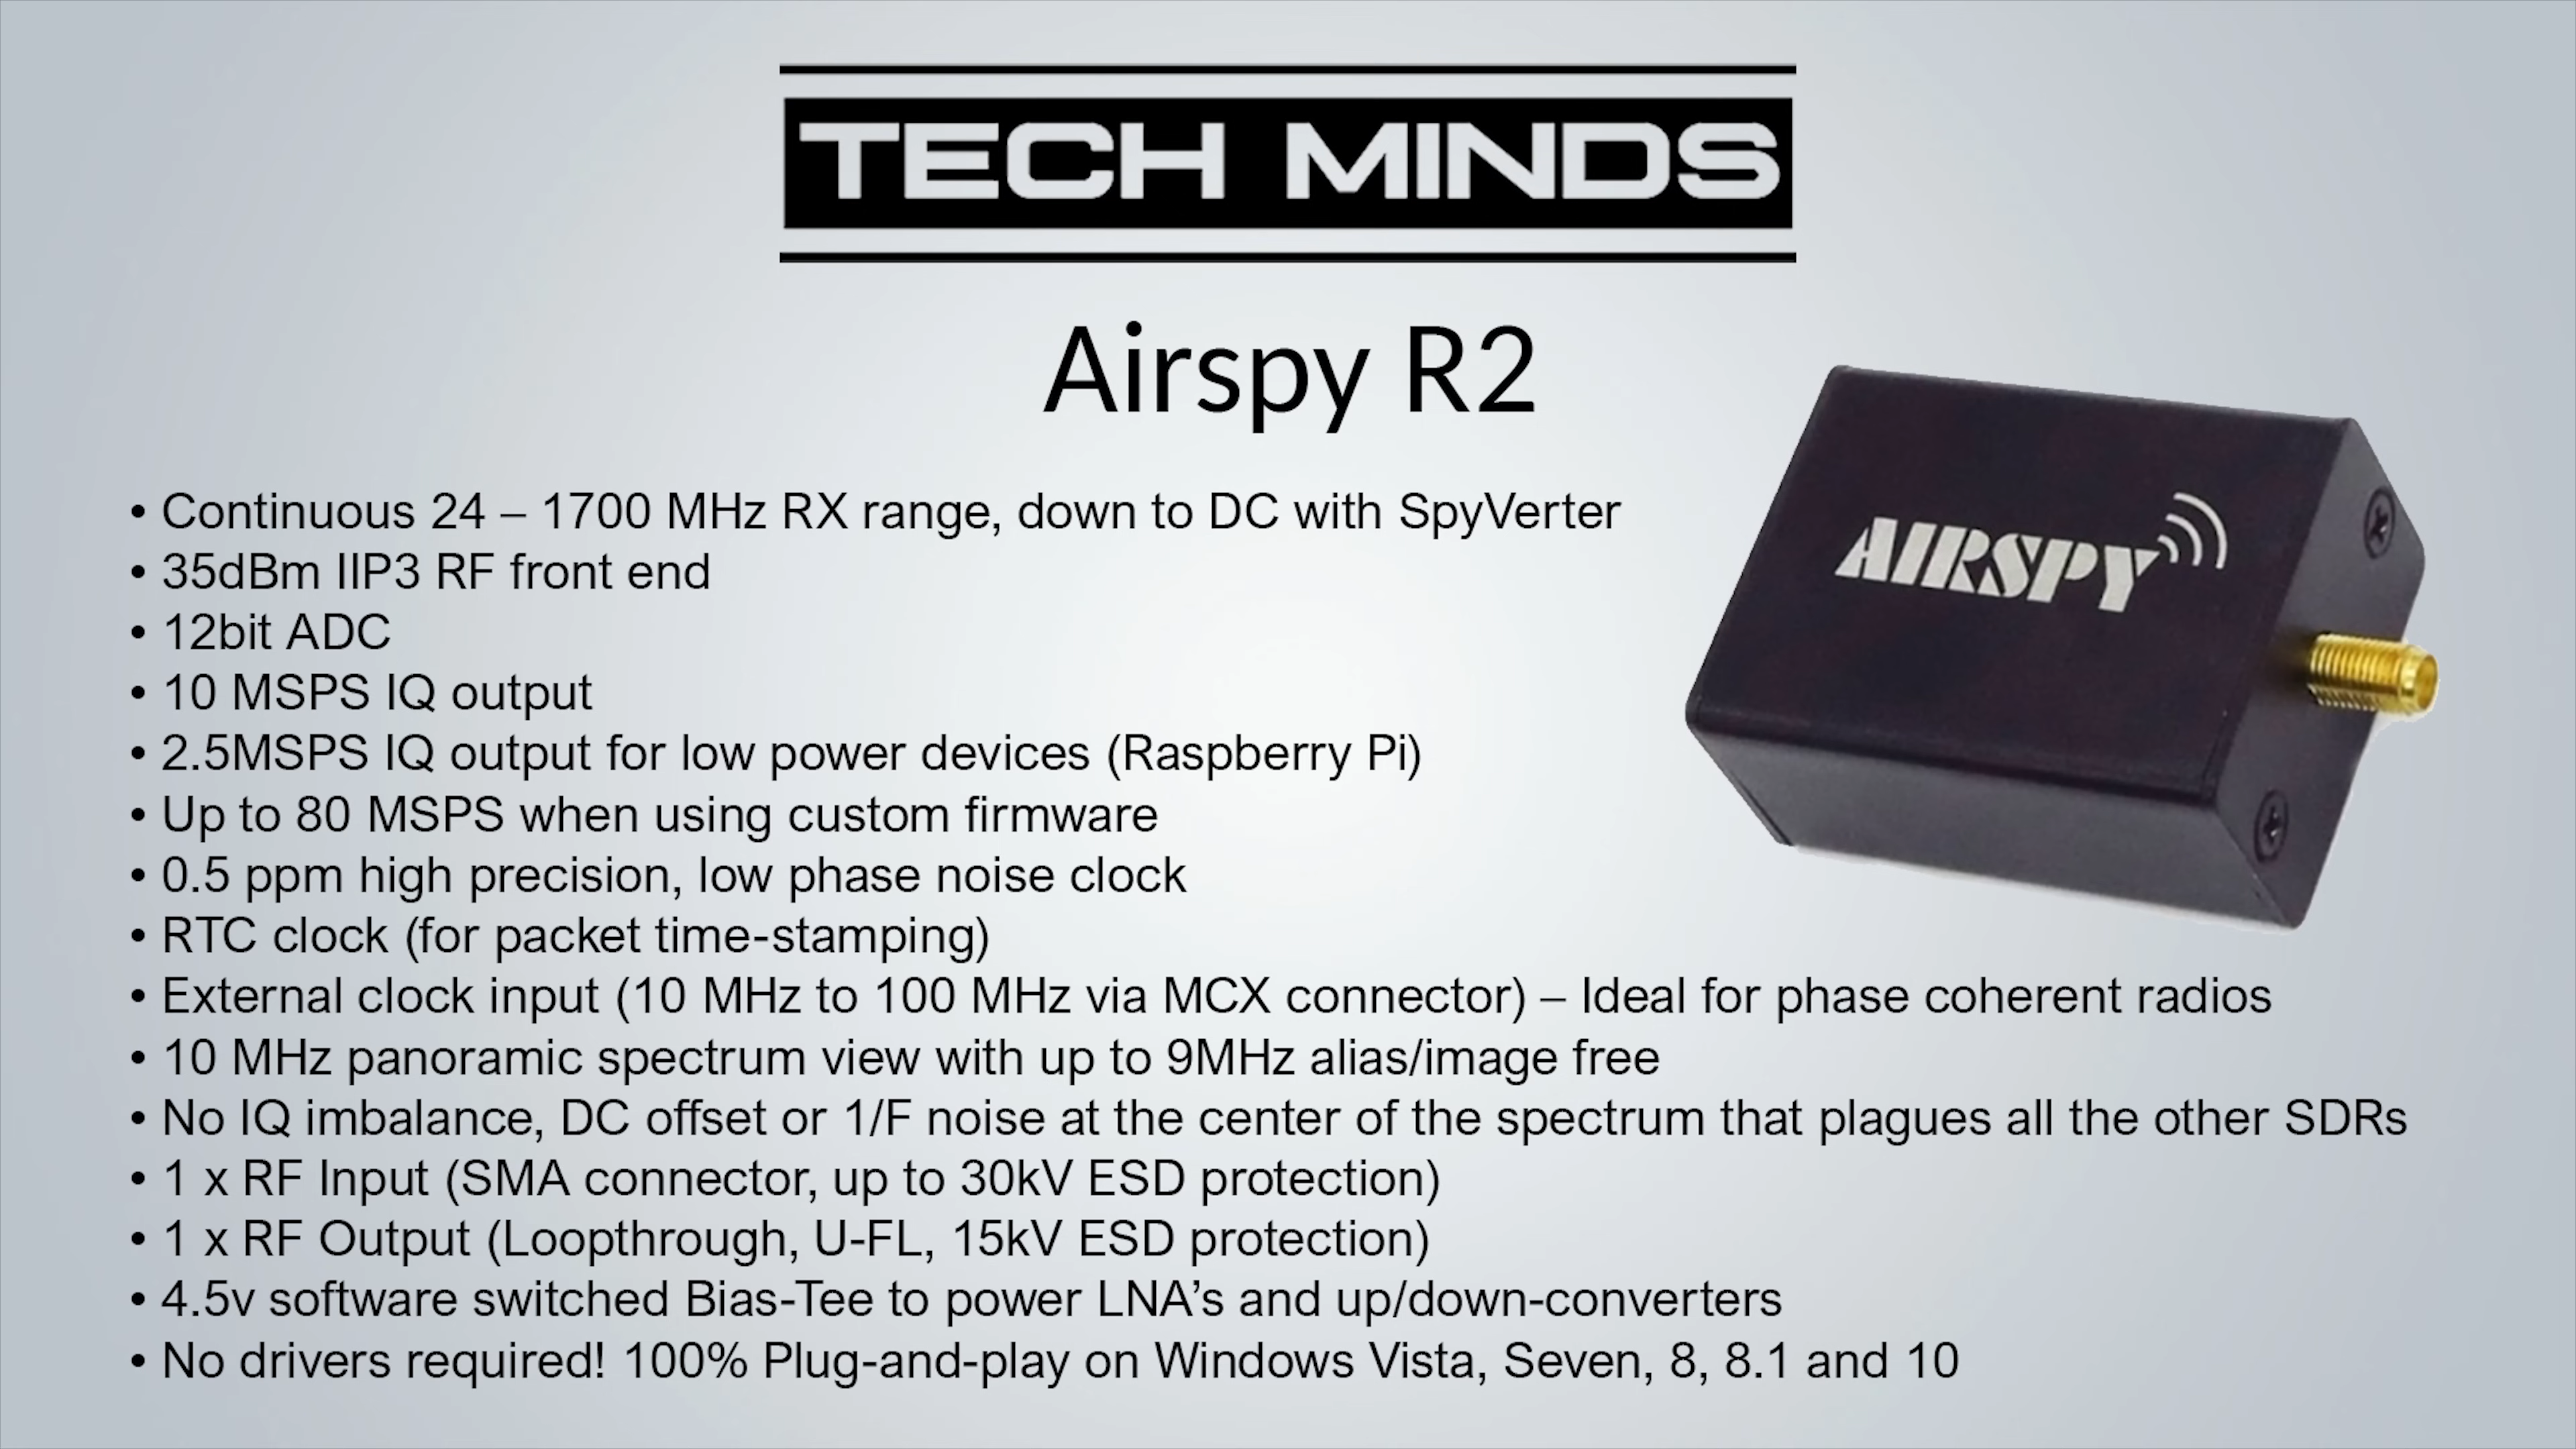 TECH MINDS
Airspy R2
AIRSPY
• Continuous 24 – 1700 MHz RX range, down to DC with SpyVerter
• 35dBm IIP3 RF front end
• 12bit ADC
• 10 MSPS IQ output
• 2.5MSPS IQ output for low power devices (Raspberry Pi)
• Up to 80 MSPS when using custom firmware
• 0.5 ppm high precision, low phase noise clock
• RTC clock (for packet time-stamping)
• External clock input (10 MHz to 100 MHz via MCX connector) – Ideal for phase coherent radios
• 10 MHz panoramic spectrum view with up to 9MHz alias/image free
• No IQ imbalance, DC offset or 1/F noise at the center of the spectrum that plagues all the other SDRs
• 1 x RF Input (SMA connector, up to 30kV ESD protection)
• 1 x RF Output (Loopthrough, U-FL, 15kV ESD protection)
• 4.5v software switched Bias-Tee to power LNA’s and up/down-converters
• No drivers required! 100% Plug-and-play on Windows Vista, Seven, 8, 8.1 and 10